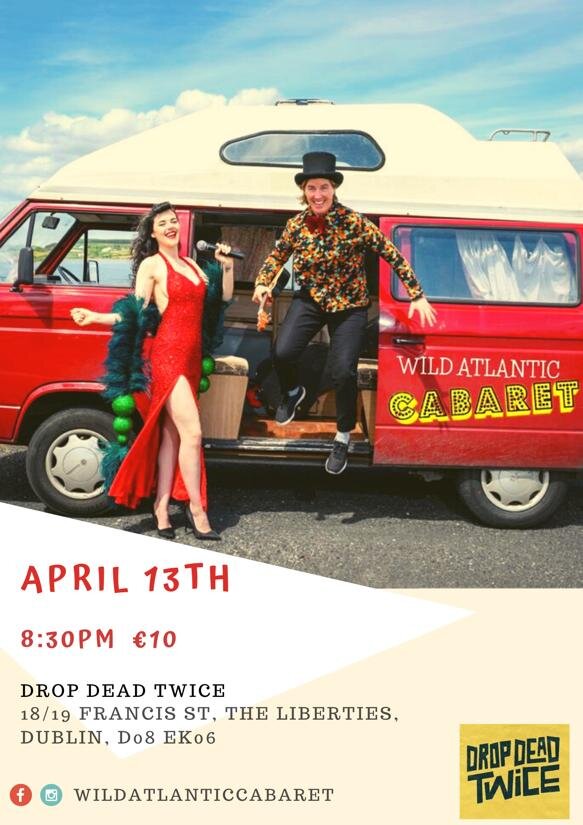 WILD ATLANTIC
CABARET
APRIL 13TH
8:30PM €10
DROP DEAD TWICE
18/19 FRANCIS ST, THE LIBERTIES,
DUBLIN, D08 EK06
WILDATLANTICCABARET
DROP DEAD
TWICE